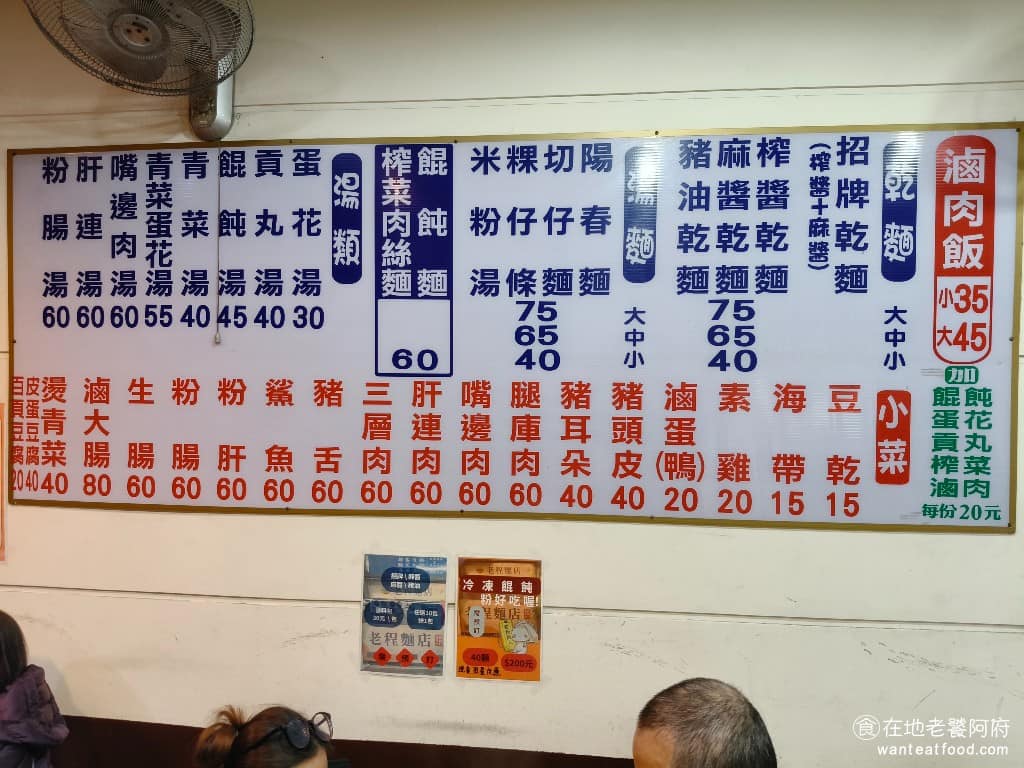 滷肉飯
小35
大45
加
餛飩
蛋花
貢丸
榨菜
滷肉
每份20元
乾麵
大中小
招牌乾麵
(榨醬+麻醬)
榨醬乾麵
麻醬乾麵
豬油乾麵
75
65
40
湯麵
大中小
陽春麵
切仔麵
粿仔條
米粉湯
75
65
40
餛飩麵
榨菜肉絲麵
60
湯類
蛋花湯30
貢丸湯40
餛飩湯45
青菜湯40
青菜蛋花湯55
嘴邊肉湯60
肝連湯60
粉腸湯60
小菜
豆乾15
海帶15
素雞20
滷蛋(鴨)20
豬頭皮40
豬耳朵40
腿庫肉60
嘴邊肉60
肝連肉60
三層肉60
豬舌60
鯊魚60
粉肝60
粉腸60
生腸60
滷大腸80
燙青菜40
皮蛋豆腐40
百頁豆腐20
老程麵店
冷凍餛飩
粉好吃喔!
老程麵店
40顆
$200元
食在地老饕阿府
wanteatfood.com